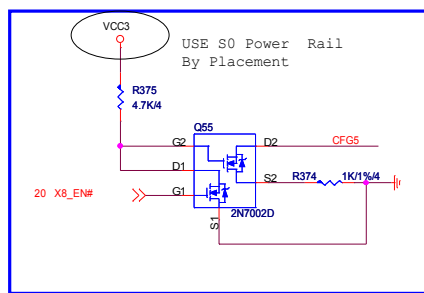 VCC3
USE S0 Power Rail
By Placement
R375
4.7K/4
Q55
G2
D2
CFG5
D1
S2
R374
1K/1%/4
20 X8_EN#
G1
S1
2N7002D